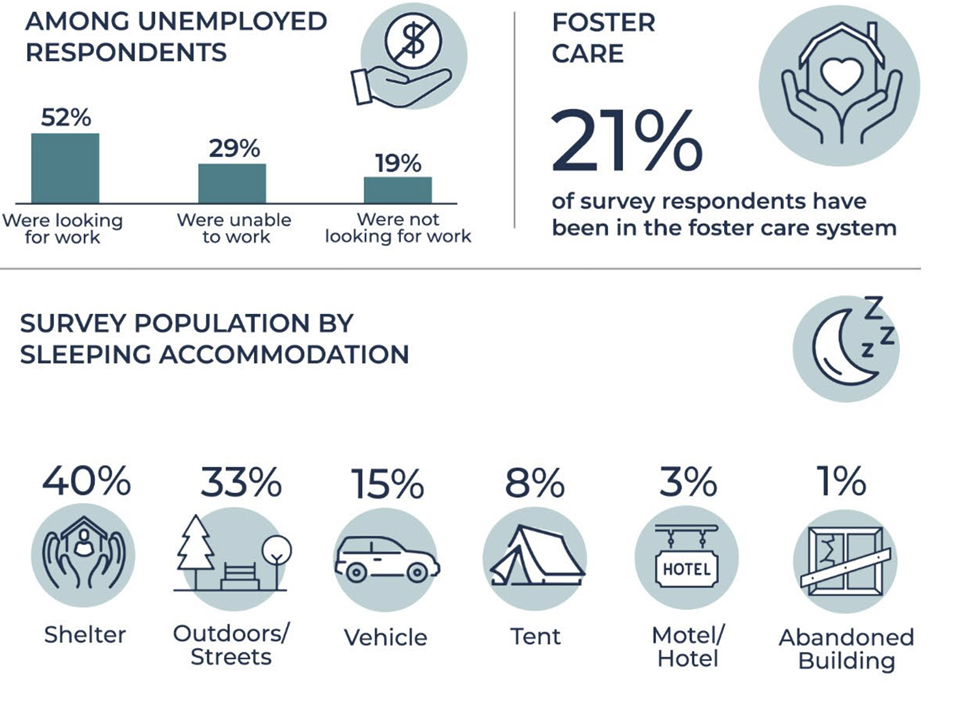 AMONG UNEMPLOYED
RESPONDENTS
$
52%
29%
19%
Were looking
for work
Were unable
to work
Were not
looking for work
FOSTER
CARE
21%
of survey respondents have
been in the foster care system
SURVEY POPULATION BY
SLEEPING ACCOMMODATION
Z
Z
z
40%
33%
15%
8%
3%
1%
HOTEL
Shelter
Outdoors/
Streets
Vehicle
Tent
Motel/
Hotel
Abandoned
Building